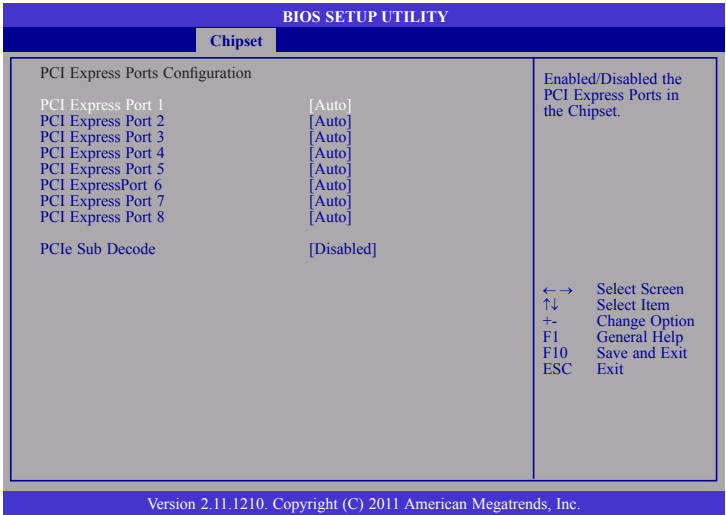 BIOS SETUP UTILITY
Chipset
PCI Express Ports Configuration
PCI Express Port 1 [Auto]
PCI Express Port 2 [Auto]
PCI Express Port 3 [Auto]
PCI Express Port 4 [Auto]
PCI Express Port 5 [Auto]
PCI ExpressPort 6 [Auto]
PCI Express Port 7 [Auto]
PCI Express Port 8 [Auto]
PCIe Sub Decode [Disabled]
Enabled/Disabled the
PCI Express Ports in
the Chipset.
←→ Select Screen
↑↓ Select Item
+- Change Option
F1 General Help
F10 Save and Exit
ESC Exit
Version 2.11.1210. Copyright (C) 2011 American Megatrends, Inc.